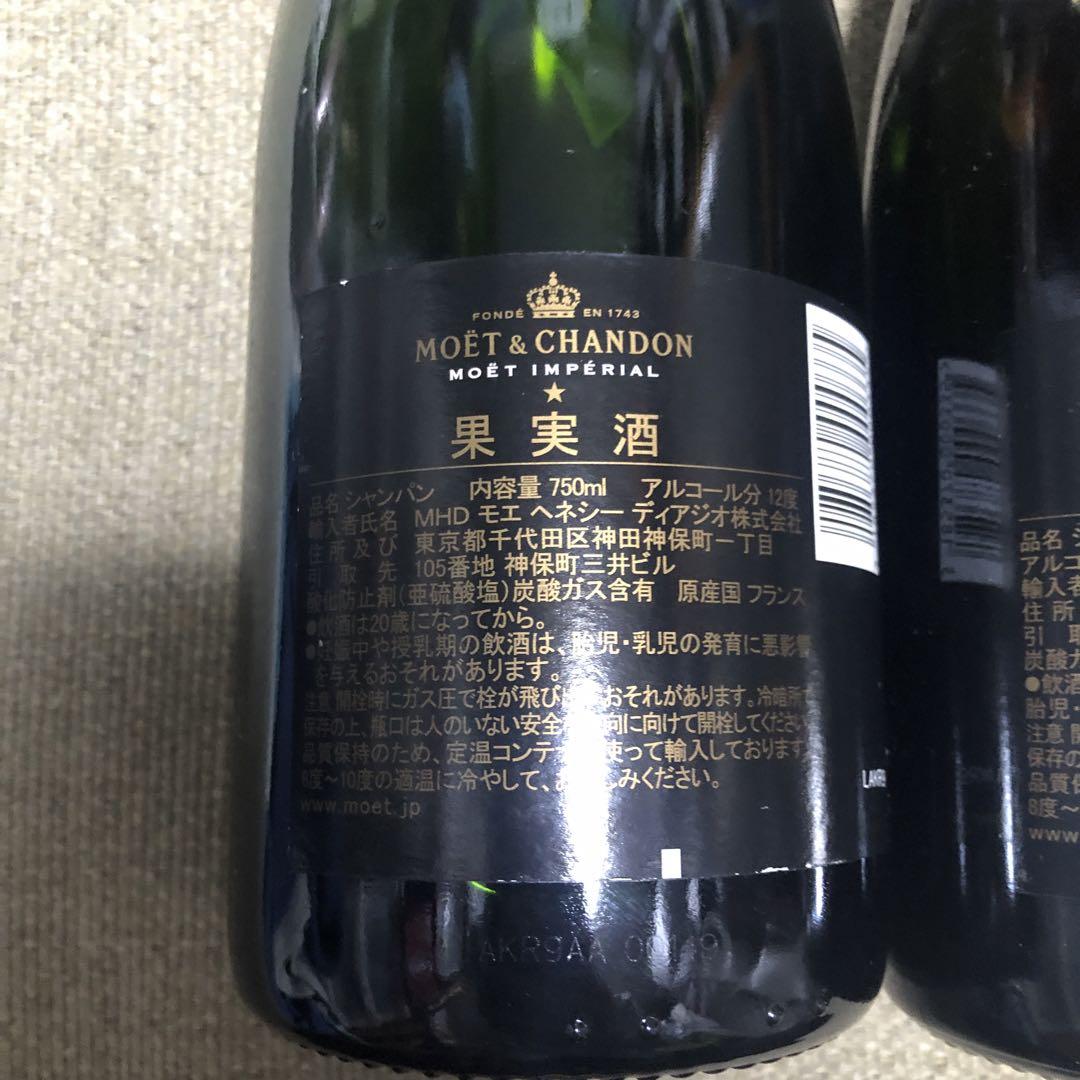 FONDÉ EN 1743
MOËT & CHANDON
MOËT IMPÉRIAL
果実酒
品名 シャンパン 内容量 750ml アルコール分 12度
輸入者氏名 MHD モエ ヘネシー ディアジオ株式会社
住所及び 東京都千代田区神田神保町一丁目
引取先 105番地 神保町三井ビル
酸化防止剤(亜硫酸塩)炭酸ガス含有 原産国 フランス
●飲酒は20歳になってから。
●妊娠中や授乳期の飲酒は、胎児・乳児の発育に悪影響
を与えるおそれがあります。
注意 開栓時にガス圧で栓が飛び おそれがあります。冷暗所
保存の上、瓶口は人のいない安全 向に向けて開栓してください
品質保持のため、定温コンテ 使って輸入しております
8度～10度の適温に冷やして、お みください。
www.moet.jp
AKR9AA
品名
アルコ
輸入者
住所
引取
炭酸ガ
●飲酒
胎児・
注意
保存の
品質保
8度～
www.